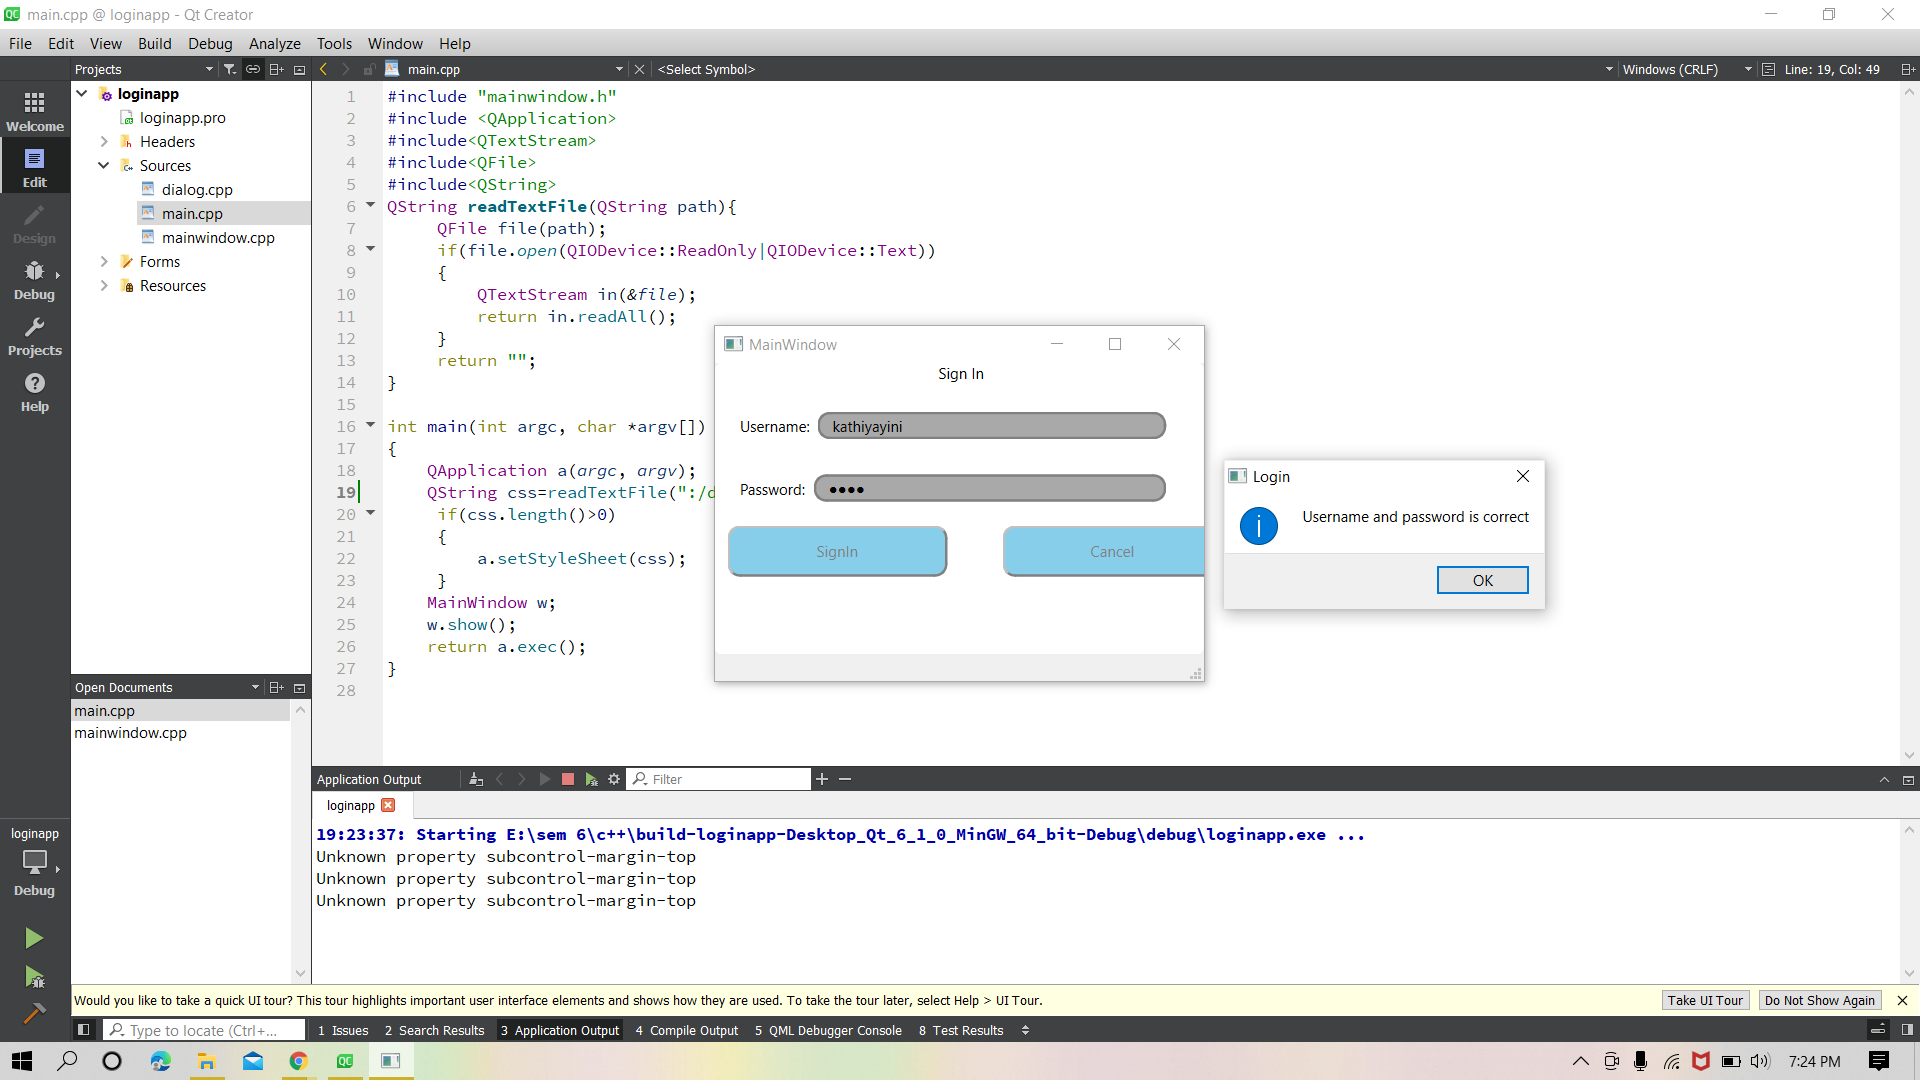 main.cpp @ loginapp - Qt Creator
File Edit View Build Debug Analyze Tools Window Help
Projects main.cpp <Select Symbol> Windows (CRLF) Line: 19, Col: 49
Welcome
Edit
Design
Debug
Projects
Help
loginapp
loginapp.pro
Headers
Sources
dialog.cpp
main.cpp
mainwindow.cpp
Forms
Resources
1 #include "mainwindow.h"
2 #include <QApplication>
3 #include<QTextStream>
4 #include<QFile>
5 #include<QString>
6 QString readTextFile(QString path){
7 QFile file(path);
8 if(file.open(QIODevice::ReadOnly|QIODevice::Text))
9 {
10 QTextStream in(&file);
11 return in.readAll();
12 }
13 return "";
14 }
15
16 int main(int argc, char *argv[])
17 {
18 QApplication a(argc, argv);
19 QString css=readTextFile(":/d
20 if(css.length()>0)
21 {
22 a.setStyleSheet(css);
23 }
24 MainWindow w;
25 w.show();
26 return a.exec();
27 }
28
MainWindow
Sign In
Username: kathiyayini
Password: ●●●●
SignIn Cancel
Login
Username and password is correct
OK
Open Documents
main.cpp
mainwindow.cpp
Application Output Filter
loginapp
19:23:37: Starting E:\sem 6\c++\build-loginapp-Desktop_Qt_6_1_0_MinGW_64_bit-Debug\debug\loginapp.exe ...
Unknown property subcontrol-margin-top
Unknown property subcontrol-margin-top
Unknown property subcontrol-margin-top
loginapp
Debug
Would you like to take a quick UI tour? This tour highlights important user interface elements and shows how they are used. To take the tour later, select Help > UI Tour. Take UI Tour Do Not Show Again
Type to locate (Ctrl+... 1 Issues 2 Search Results 3 Application Output 4 Compile Output 5 QML Debugger Console 8 Test Results
7:24 PM